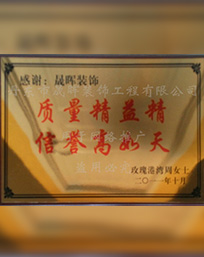 感谢：晟晖装饰
质量精益精
信誉高如天
玫瑰港湾周女士
二〇一一年十月